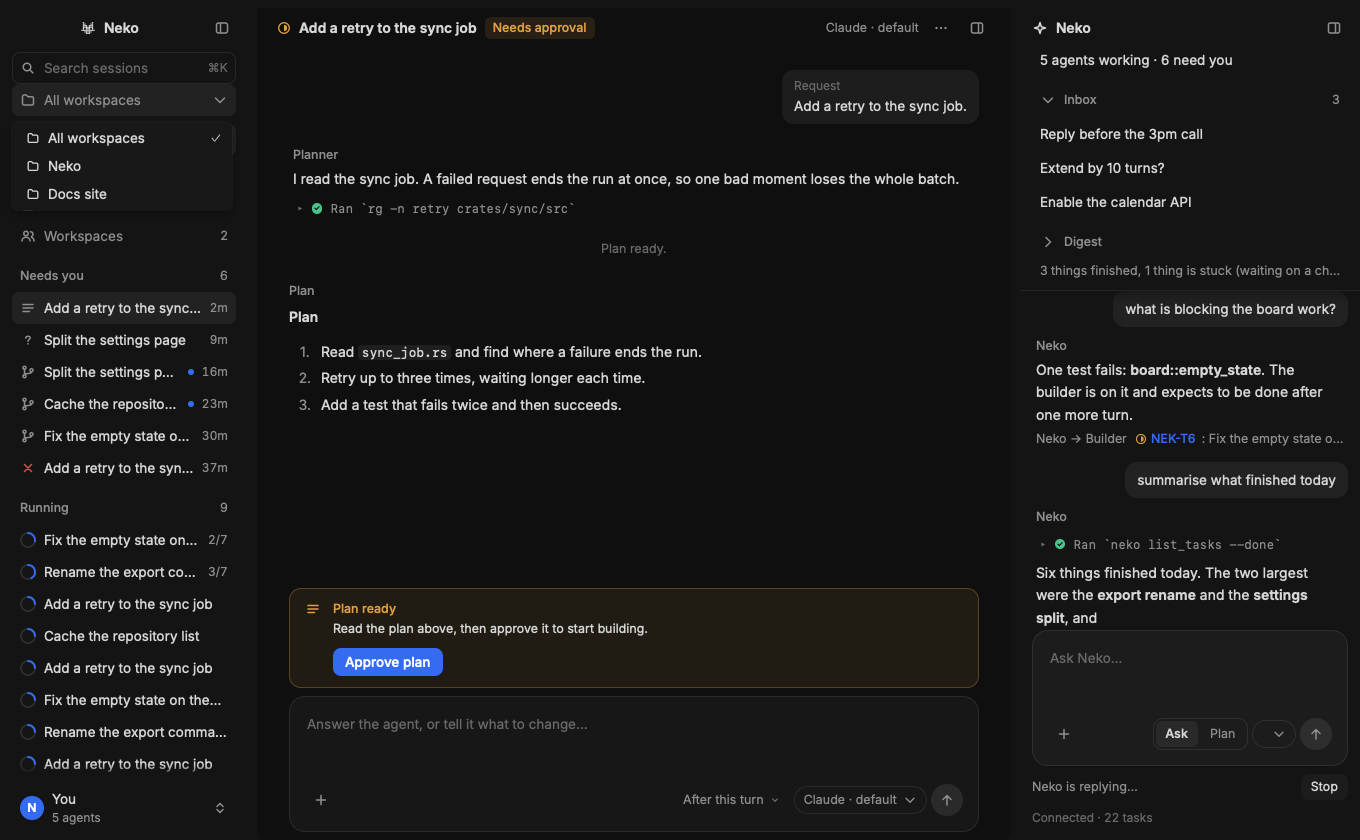 Neko
Search sessions ⌘K
All workspaces
All workspaces
Neko
Docs site
Workspaces 2
Needs you 6
Add a retry to the sync... 2m
? Split the settings page 9m
Split the settings p... 16m
Cache the reposito... 23m
Fix the empty state o... 30m
Add a retry to the syn... 37m
Running 9
Fix the empty state on... 2/7
Rename the export co... 3/7
Add a retry to the sync job
Cache the repository list
Add a retry to the sync job
Fix the empty state on the...
Rename the export comma...
Add a retry to the sync job
N
You
5 agents
Add a retry to the sync job Needs approval Claude · default ···
Request
Add a retry to the sync job.
Planner
I read the sync job. A failed request ends the run at once, so one bad moment loses the whole batch.
Ran `rg -n retry crates/sync/src`
Plan ready.
Plan
Plan
1. Read sync_job.rs and find where a failure ends the run.
2. Retry up to three times, waiting longer each time.
3. Add a test that fails twice and then succeeds.
Plan ready
Read the plan above, then approve it to start building.
Approve plan
Answer the agent, or tell it what to change...
+ After this turn Claude · default
Neko
5 agents working · 6 need you
Inbox 3
Reply before the 3pm call
Extend by 10 turns?
Enable the calendar API
Digest
3 things finished, 1 thing is stuck (waiting on a ch...
what is blocking the board work?
Neko
One test fails: board::empty_state. The
builder is on it and expects to be done after
one more turn.
Neko → Builder NEK-T6 : Fix the empty state o...
summarise what finished today
Neko
Ran `neko list_tasks --done`
Six things finished today. The two largest
were the export rename and the settings
split, and
Ask Neko...
+ Ask Plan
Neko is replying... Stop
Connected · 22 tasks